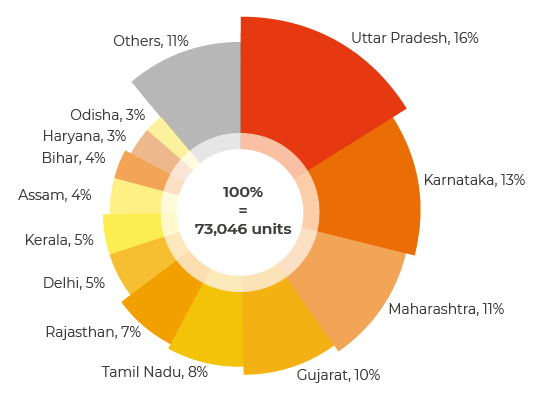 Others, 11%
Uttar Pradesh, 16%
Odisha, 3%
Haryana, 3%
Bihar, 4%
Karnataka, 13%
Assam, 4%
100%
=
73,046 units
Kerala, 5%
Delhi, 5%
Maharashtra, 11%
Rajasthan, 7%
Tamil Nadu, 8%
Gujarat, 10%